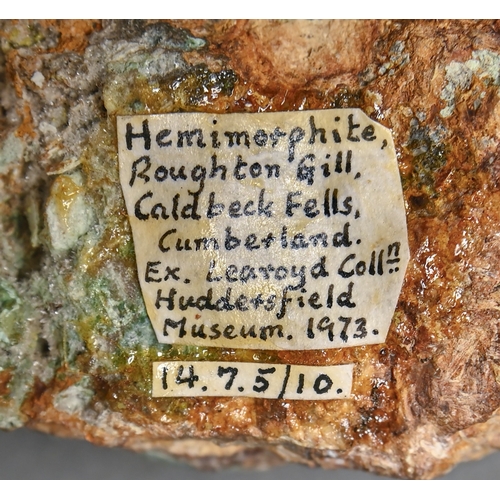 Hemimorphite,
Roughton Gill,
Caldbeck Fells,
Cumberland.
Ex. Learoyd Collⁿ
Huddersfield
Museum. 1973.
14.7.5/10.